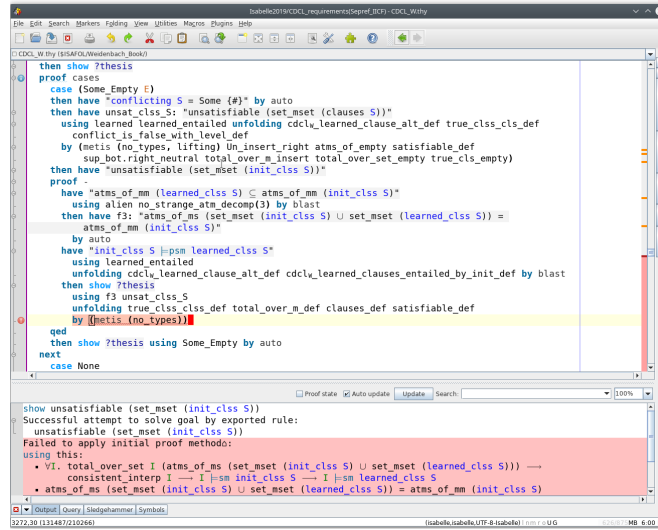 Isabelle2019/CDCL_requirements(Sepref_IICF) - CDCL_W.thy
File Edit Search Markers Folding View Utilities Macros Plugins Help
CDCL_W.thy ($ISAFOL/Weidenbach_Book/)
then show ?thesis
proof cases
case (Some_Empty E)
then have "conflicting S = Some {#}" by auto
then have unsat_clss_S: "unsatisfiable (set_mset (clauses S))"
using learned learned_entailed unfolding cdclW_learned_clause_alt_def true_clss_cls_def
conflict_is_false_with_level_def
by (metis (no_types, lifting) Un_insert_right atms_of_empty satisfiable_def
sup_bot.right_neutral total_over_m_insert total_over_set_empty true_cls_empty)
then have "unsatisfiable (set_mset (init_clss S))"
proof -
have "atms_of_mm (learned_clss S) ⊆ atms_of_mm (init_clss S)"
using alien no_strange_atm_decomp(3) by blast
then have f3: "atms_of_ms (set_mset (init_clss S) ∪ set_mset (learned_clss S)) =
atms_of_mm (init_clss S)"
by auto
have "init_clss S ⊨psm learned_clss S"
using learned_entailed
unfolding cdclW_learned_clause_alt_def cdclW_learned_clauses_entailed_by_init_def by blast
then show ?thesis
using f3 unsat_clss_S
unfolding true_clss_clss_def total_over_m_def clauses_def satisfiable_def
by (metis (no_types))
qed
then show ?thesis using Some_Empty by auto
next
case None
Proof state Auto update Update Search: 100%
show unsatisfiable (set_mset (init_clss S))
Successful attempt to solve goal by exported rule:
unsatisfiable (set_mset (init_clss S))
Failed to apply initial proof method⌂:
using this:
• ∀I. total_over_set I (atms_of_ms (set_mset (init_clss S) ∪ set_mset (learned_clss S))) ⟶
consistent_interp I ⟶ I ⊨sm init_clss S ⟶ I ⊨sm learned_clss S
• atms_of_ms (set_mset (init_clss S) ∪ set_mset (learned_clss S)) = atms_of_mm (init_clss S)
Output Query Sledgehammer Symbols
3272,30 (131487/210266) (isabelle,isabelle,UTF-8-Isabelle) | n m r o U G MB 6:00